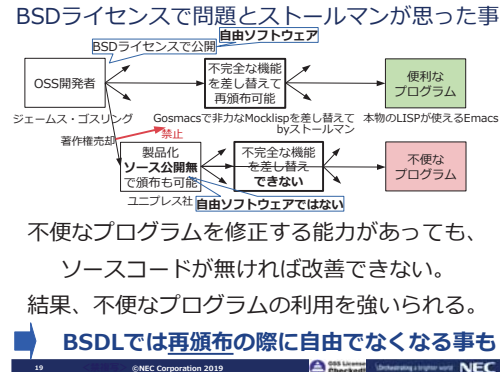 BSDライセンスで問題とストールマンが思った事
自由ソフトウェア
BSDライセンスで公開
OSS開発者
不完全な機能
を差し替えて
再頒布可能
便利な
プログラム
ジェームス・ゴスリング
Gosmacsで非力なMocklispを差し替えて
byストールマン
本物のLISPが使えるEmacs
著作権売却
禁止
製品化
ソース公開無
で頒布も可能
不完全な機能
を差し替え
できない
不便な
プログラム
ユニプレス社
自由ソフトウェアではない
不便なプログラムを修正する能力があっても、
ソースコードが無ければ改善できない。
結果、不便なプログラムの利用を強いられる。
BSDLでは再頒布の際に自由でなくなる事も
19
©NEC Corporation 2019
OSS License
Checked!
\Orchestrating a brighter world
NEC